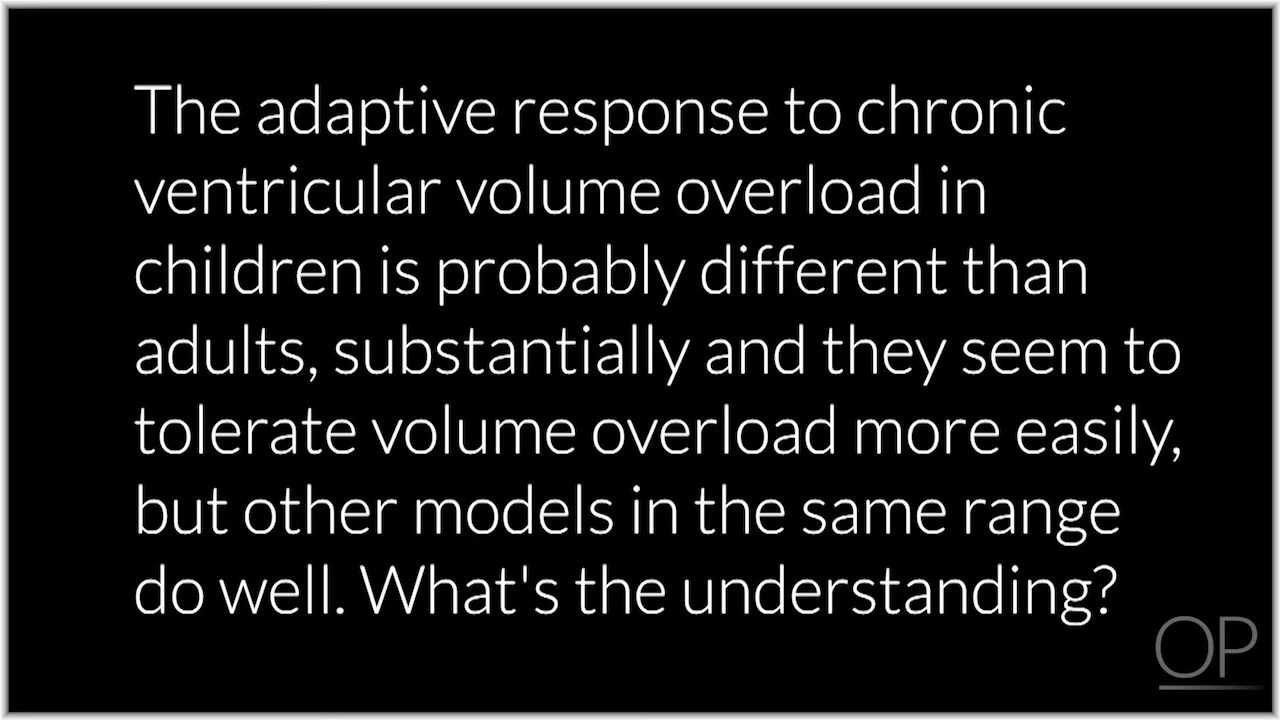 The adaptive response to chronic
ventricular volume overload in
children is probably different than
adults, substantially and they seem to
tolerate volume overload more easily,
but other models in the same range
do well. What's the understanding?
OP